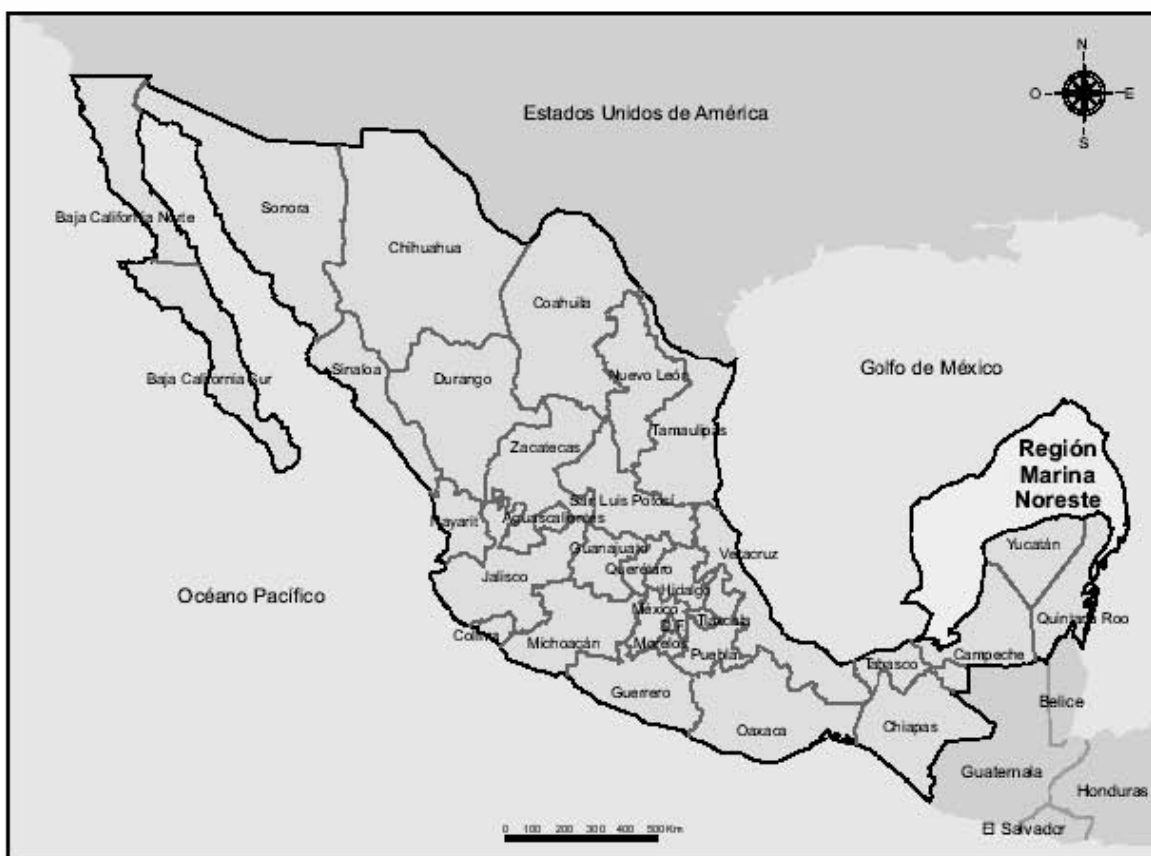 N
O E
S
Estados Unidos de América
Baja California Norte
Sonora
Chihuahua
Coahuila
Baja California Sur
Sinaloa
Durango
Nuevo León
Golfo de México
Zacatecas
Tamaulipas
Región
Marina
Noreste
San Luis Potosí
Nayarit
Aguascalientes
Yucatán
Guanajuato
Veracruz
Querétaro
Jalisco
Hidalgo
Océano Pacífico
México
Tlaxcala
D.F.
Quintana Roo
Colima
Michoacán
Morelos
Puebla
Campeche
Tabasco
Guerrero
Belice
Oaxaca
Chiapas
Guatemala
Honduras
El Salvador
0 100 200 300 400 500 Km.